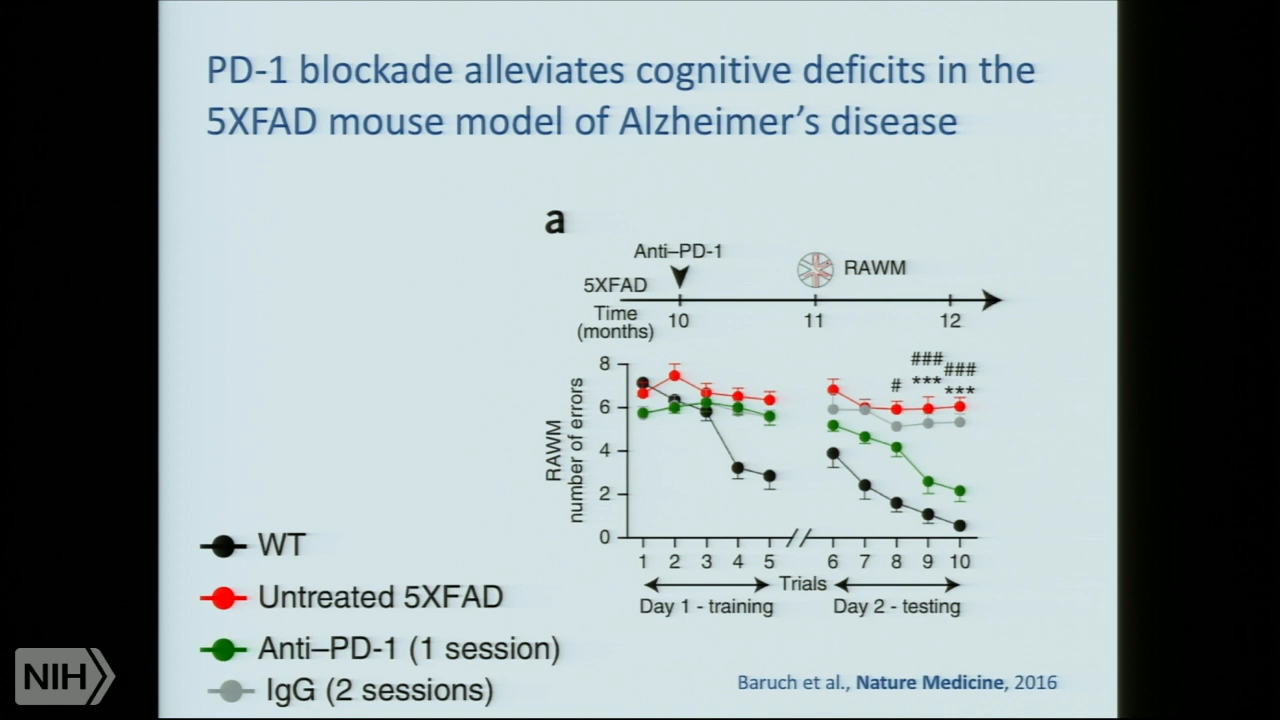 PD-1 blockade alleviates cognitive deficits in the
5XFAD mouse model of Alzheimer's disease
a
Anti–PD-1
RAWM
5XFAD
Time
(months)
10
11
12
RAWM
number of errors
8
6
4
2
0
###
###
#
***
***
1 2 3 4 5 6 7 8 9 10
Trials
Day 1 - training
Day 2 - testing
WT
Untreated 5XFAD
Anti–PD-1 (1 session)
IgG (2 sessions)
NIH
Baruch et al., Nature Medicine, 2016